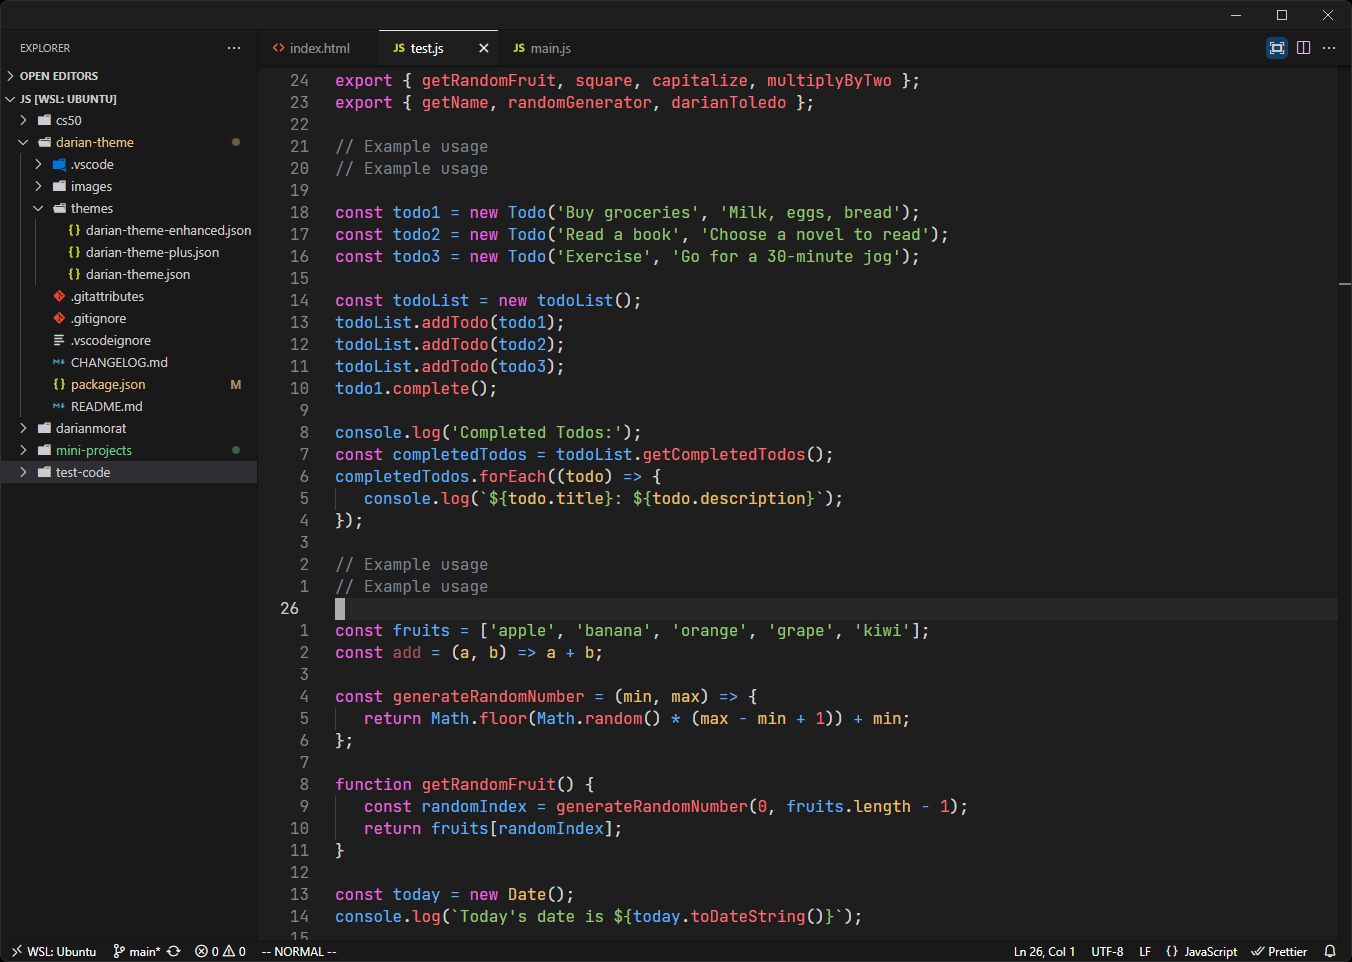 EXPLORER
OPEN EDITORS
JS [WSL: UBUNTU]
cs50
darian-theme
.vscode
images
themes
{} darian-theme-enhanced.json
{} darian-theme-plus.json
{} darian-theme.json
.gitattributes
.gitignore
.vscodeignore
M↓ CHANGELOG.md
{} package.json M
M↓ README.md
darianmorat
mini-projects
test-code
<> index.html
JS test.js
JS main.js
24 export { getRandomFruit, square, capitalize, multiplyByTwo };
23 export { getName, randomGenerator, darianToledo };
22
21 // Example usage
20 // Example usage
19
18 const todo1 = new Todo('Buy groceries', 'Milk, eggs, bread');
17 const todo2 = new Todo('Read a book', 'Choose a novel to read');
16 const todo3 = new Todo('Exercise', 'Go for a 30-minute jog');
15
14 const todoList = new todoList();
13 todoList.addTodo(todo1);
12 todoList.addTodo(todo2);
11 todoList.addTodo(todo3);
10 todo1.complete();
9
8 console.log('Completed Todos:');
7 const completedTodos = todoList.getCompletedTodos();
6 completedTodos.forEach((todo) => {
5 console.log(`${todo.title}: ${todo.description}`);
4 });
3
2 // Example usage
1 // Example usage
26
1 const fruits = ['apple', 'banana', 'orange', 'grape', 'kiwi'];
2 const add = (a, b) => a + b;
3
4 const generateRandomNumber = (min, max) => {
5 return Math.floor(Math.random() * (max - min + 1)) + min;
6 };
7
8 function getRandomFruit() {
9 const randomIndex = generateRandomNumber(0, fruits.length - 1);
10 return fruits[randomIndex];
11 }
12
13 const today = new Date();
14 console.log(`Today's date is ${today.toDateString()}`);
15
WSL: Ubuntu main* 0 0 -- NORMAL -- Ln 26, Col 1 UTF-8 LF {} JavaScript Prettier